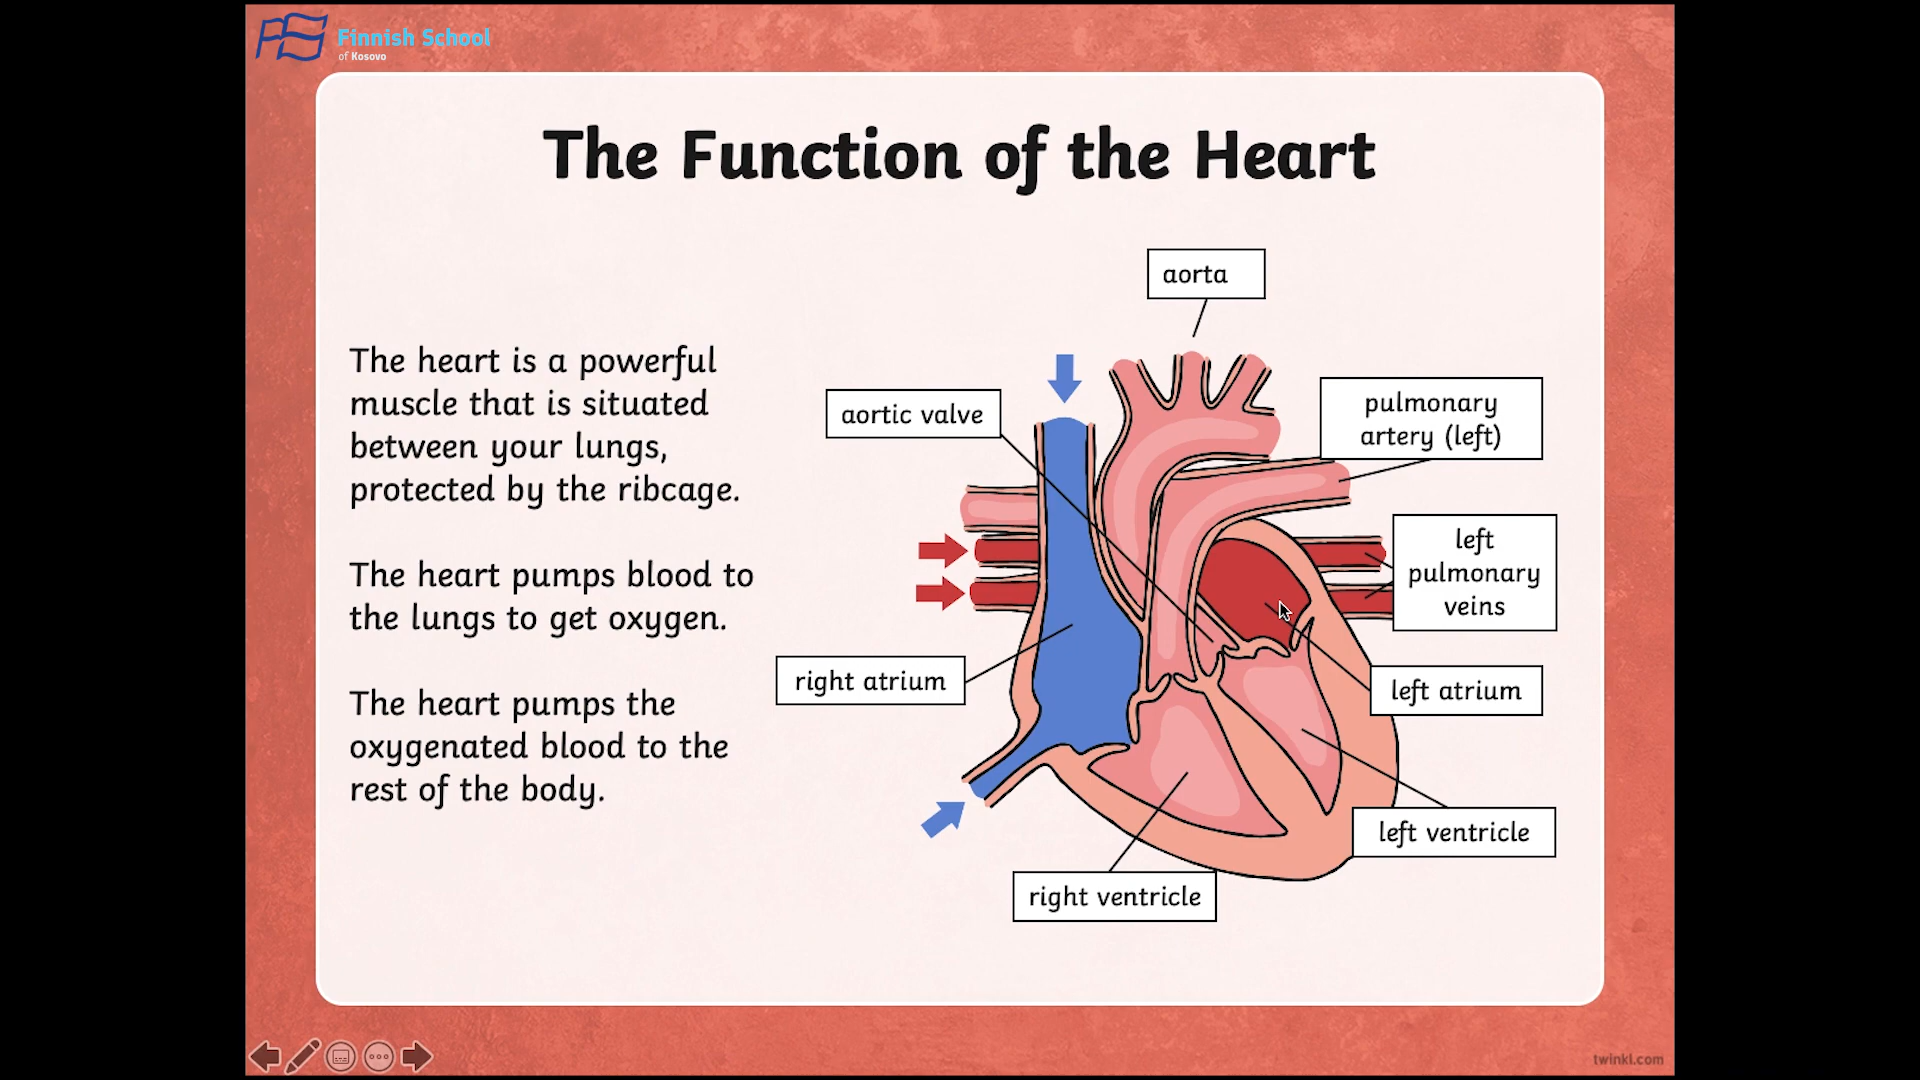 Finnish School
of Kosovo
The Function of the Heart
The heart is a powerful
muscle that is situated
between your lungs,
protected by the ribcage.
The heart pumps blood to
the lungs to get oxygen.
The heart pumps the
oxygenated blood to the
rest of the body.
aorta
aortic valve
pulmonary
artery (left)
left
pulmonary
veins
right atrium
left atrium
left ventricle
right ventricle
twinkl.com